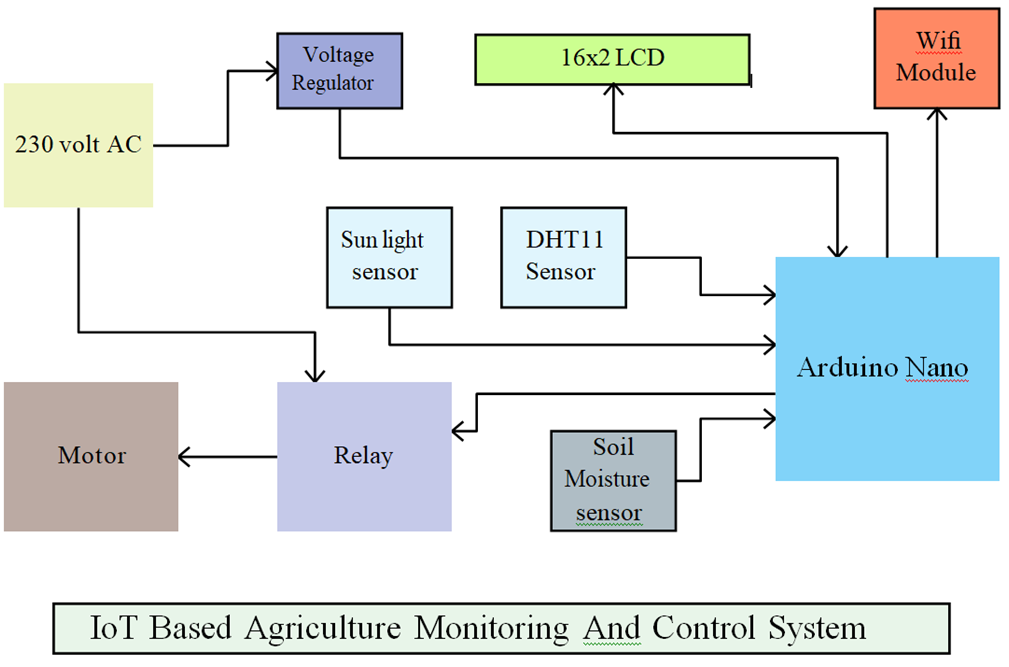 Voltage
Regulator
16x2 LCD
Wifi
Module
230 volt AC
Sun light
sensor
DHT11
Sensor
Arduino Nano
Motor
Relay
Soil
Moisture
sensor
IoT Based Agriculture Monitoring And Control System